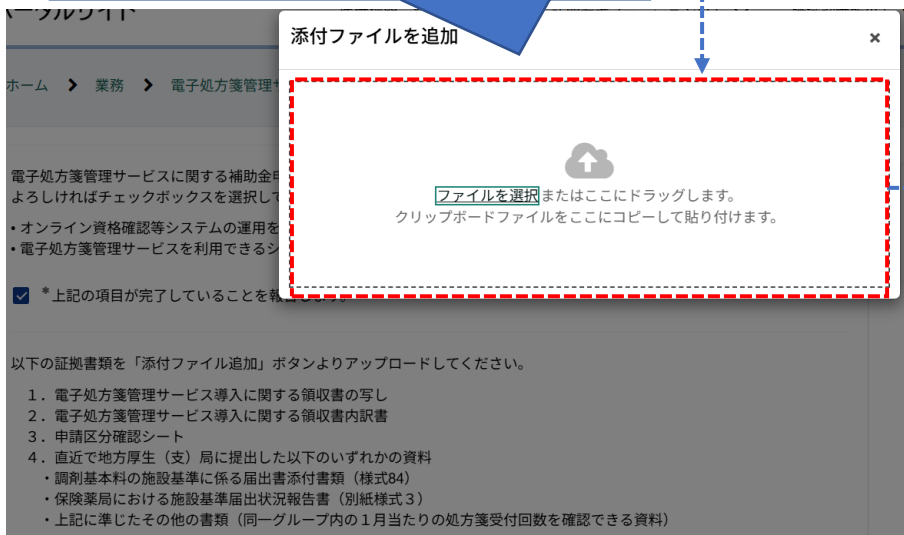 ータルサイト
添付ファイルを追加
×
ホーム > 業務 > 電子処方箋管理
ファイルを選択またはここにドラッグします。
クリップボードファイルをここにコピーして貼り付けます。
電子処方箋管理サービスに関する補助金
よろしければチェックボックスを選択して
・オンライン資格確認等システムの運用を
・電子処方箋管理サービスを利用できるシ
*上記の項目が完了していることを報告します。
以下の証拠書類を「添付ファイル追加」ボタンよりアップロードしてください。
1．電子処方箋管理サービス導入に関する領収書の写し
2．電子処方箋管理サービス導入に関する領収書内訳書
3．申請区分確認シート
4．直近で地方厚生（支）局に提出した以下のいずれかの資料
・調剤基本料の施設基準に係る届出書添付書類（様式84）
・保険薬局における施設基準届出状況報告書（別紙様式３）
・上記に準じたその他の書類（同一グループ内の１月当たりの処方箋受付回数を確認できる資料）